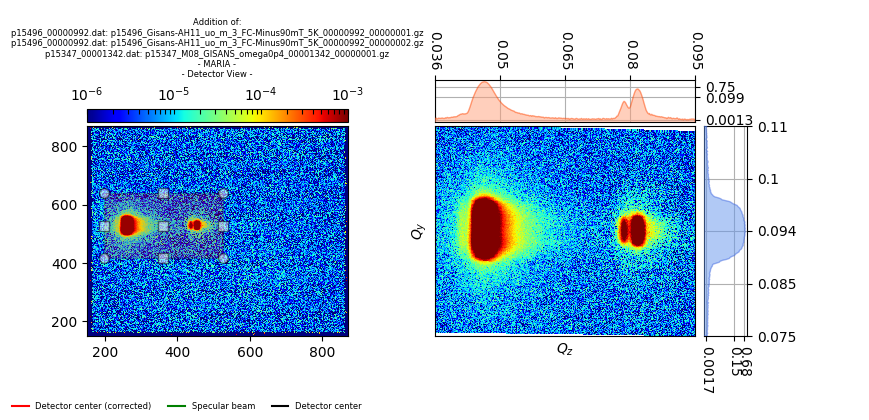 Addition of:
p15496_00000992.dat: p15496_Gisans-AH11_uo_m_3_FC-Minus90mT_5K_00000992_00000001.gz
p15496_00000992.dat: p15496_Gisans-AH11_uo_m_3_FC-Minus90mT_5K_00000992_00000002.gz
p15347_00001342.dat: p15347_M08_GISANS_omega0p4_00001342_00000001.gz
- MARIA -
- Detector View -
10⁻⁶ 10⁻⁵ 10⁻⁴ 10⁻³
800
600
400
200
200 400 600 800
0.036 0.05 0.065 0.08 0.095
0.75
0.099
0.0013
Qy
Qz
0.11
0.1
0.094
0.085
0.075
0.0017 0.15 0.68
Detector center (corrected) Specular beam Detector center